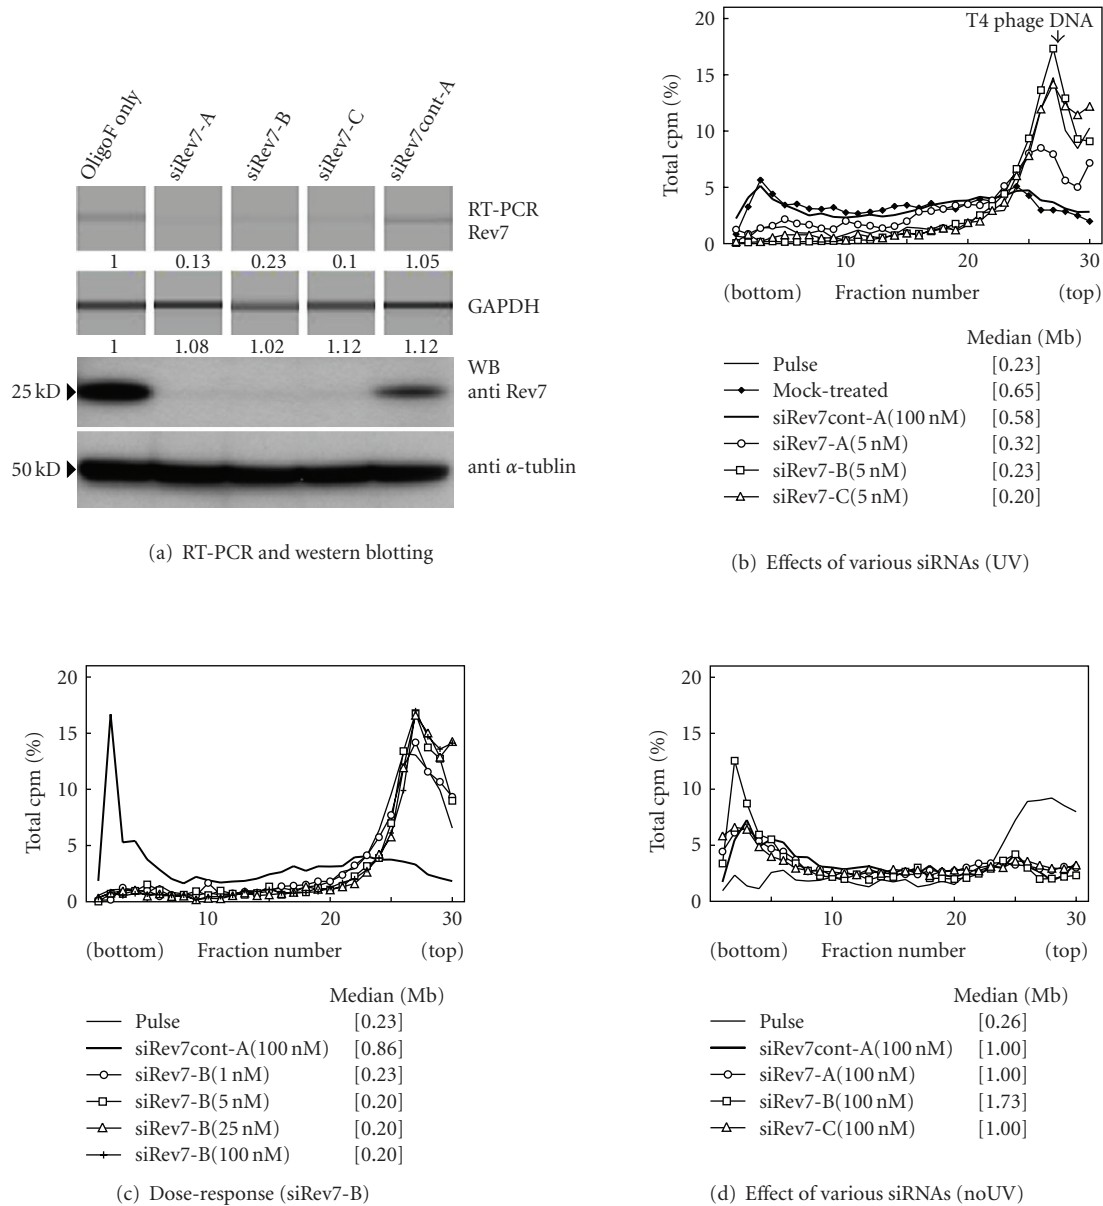 OligoF only
siRev7-A
siRev7-B
siRev7-C
siRev7cont-A
RT-PCR
Rev7
1 0.13 0.23 0.1 1.05
GAPDH
1 1.08 1.02 1.12 1.12
WB
25 kD anti Rev7
50 kD anti α-tublin
(a) RT-PCR and western blotting
T4 phage DNA
Total cpm (%)
20
15
10
5
0
10 20 30
(bottom) Fraction number (top)
Median (Mb)
Pulse [0.23]
Mock-treated [0.65]
siRev7cont-A(100 nM) [0.58]
siRev7-A(5 nM) [0.32]
siRev7-B(5 nM) [0.23]
siRev7-C(5 nM) [0.20]
(b) Effects of various siRNAs (UV)
Total cpm (%)
20
15
10
5
0
10 20 30
(bottom) Fraction number (top)
Median (Mb)
Pulse [0.23]
siRev7cont-A(100 nM) [0.86]
siRev7-B(1 nM) [0.23]
siRev7-B(5 nM) [0.20]
siRev7-B(25 nM) [0.20]
siRev7-B(100 nM) [0.20]
(c) Dose-response (siRev7-B)
Total cpm (%)
20
15
10
5
0
10 20 30
(bottom) Fraction number (top)
Median (Mb)
Pulse [0.26]
siRev7cont-A(100 nM) [1.00]
siRev7-A(100 nM) [1.00]
siRev7-B(100 nM) [1.73]
siRev7-C(100 nM) [1.00]
(d) Effect of various siRNAs (noUV)